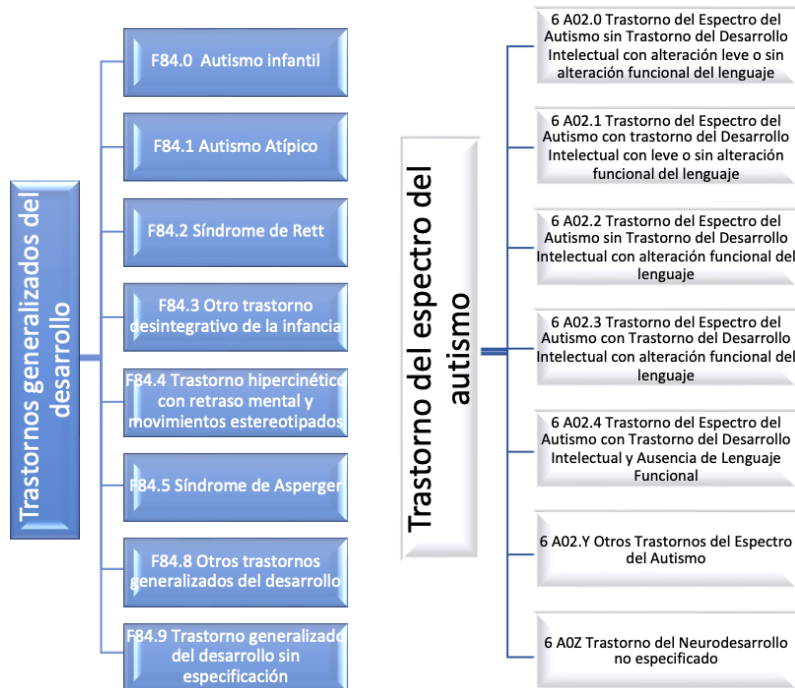 Trastornos generalizados del
desarrollo
F84.0  Autismo infantil
F84.1 Autismo Atípico
F84.2 Síndrome de Rett
F84.3 Otro trastorno
desintegrativo de la infancia
F84.4 Trastorno hipercinético
con retraso mental y
movimientos estereotipados
F84.5 Síndrome de Asperger
F84.8 Otros trastornos
generalizados del desarrollo
F84.9 Trastorno generalizado
del desarrollo sin
especificación
Trastorno del espectro del
autismo
6 A02.0 Trastorno del Espectro del
Autismo sin Trastorno del Desarrollo
Intelectual con alteración leve o sin
alteración funcional del lenguaje
6 A02.1 Trastorno del Espectro del
Autismo con trastorno del Desarrollo
Intelectual con leve o sin alteración
funcional del lenguaje
6 A02.2 Trastorno del Espectro del
Autismo sin Trastorno del Desarrollo
Intelectual con alteración funcional del
lenguaje
6 A02.3 Trastorno del Espectro del
Autismo con Trastorno del Desarrollo
Intelectual con alteración funcional del
lenguaje
6 A02.4 Trastorno del Espectro del
Autismo con Trastorno del Desarrollo
Intelectual y Ausencia de Lenguaje
Funcional
6 A02.Y Otros Trastornos del Espectro
del Autismo
6 A0Z Trastorno del Neurodesarrollo
no especificado